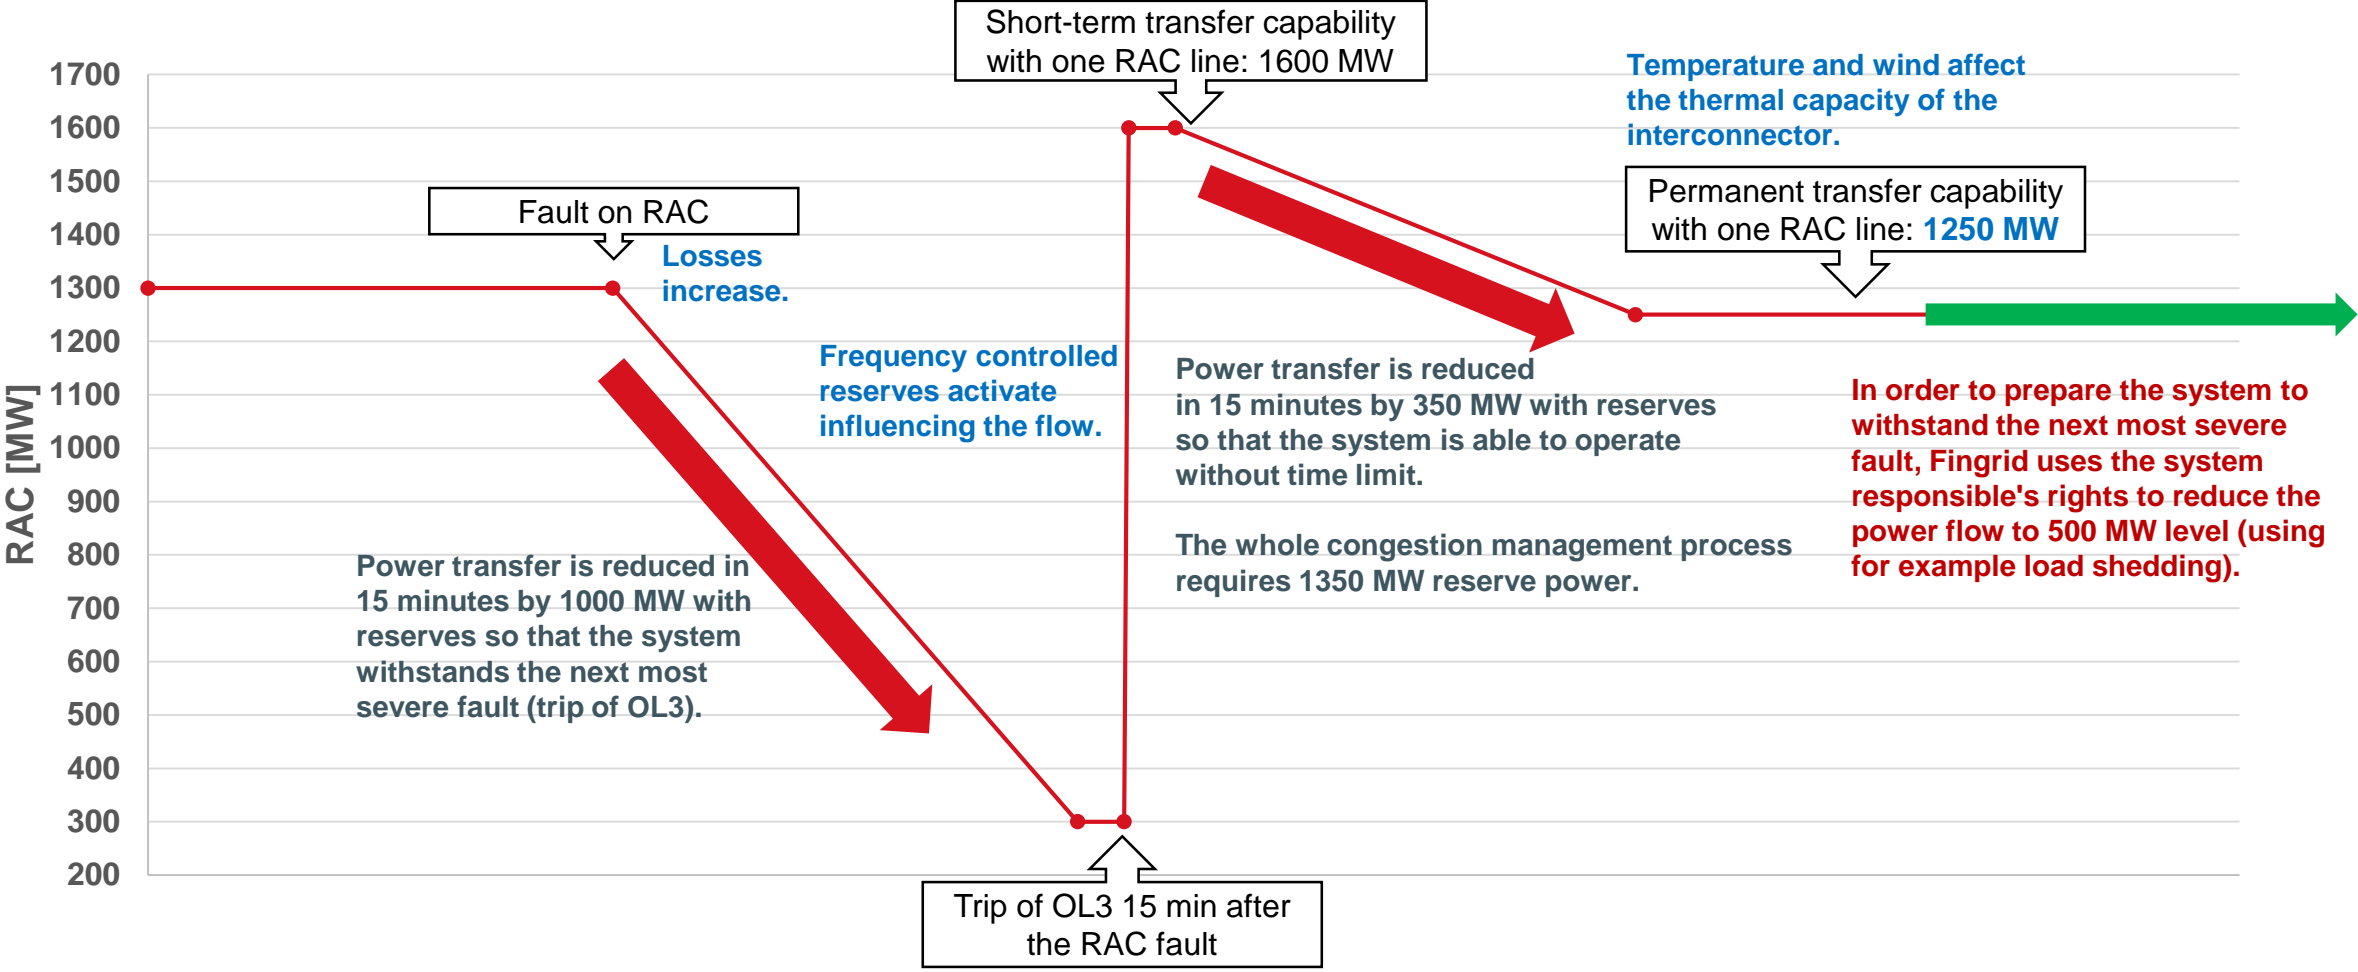 Short-term transfer capability
with one RAC line: 1600 MW
Temperature and wind affect
the thermal capacity of the
interconnector.
Permanent transfer capability
with one RAC line: 1250 MW
Fault on RAC
Losses
increase.
Frequency controlled
reserves activate
influencing the flow.
Power transfer is reduced
in 15 minutes by 350 MW with reserves
so that the system is able to operate
without time limit.
The whole congestion management process
requires 1350 MW reserve power.
In order to prepare the system to
withstand the next most severe
fault, Fingrid uses the system
responsible's rights to reduce the
power flow to 500 MW level (using
for example load shedding).
Power transfer is reduced in
15 minutes by 1000 MW with
reserves so that the system
withstands the next most
severe fault (trip of OL3).
Trip of OL3 15 min after
the RAC fault
RAC [MW]
1700
1600
1500
1400
1300
1200
1100
1000
900
800
700
600
500
400
300
200